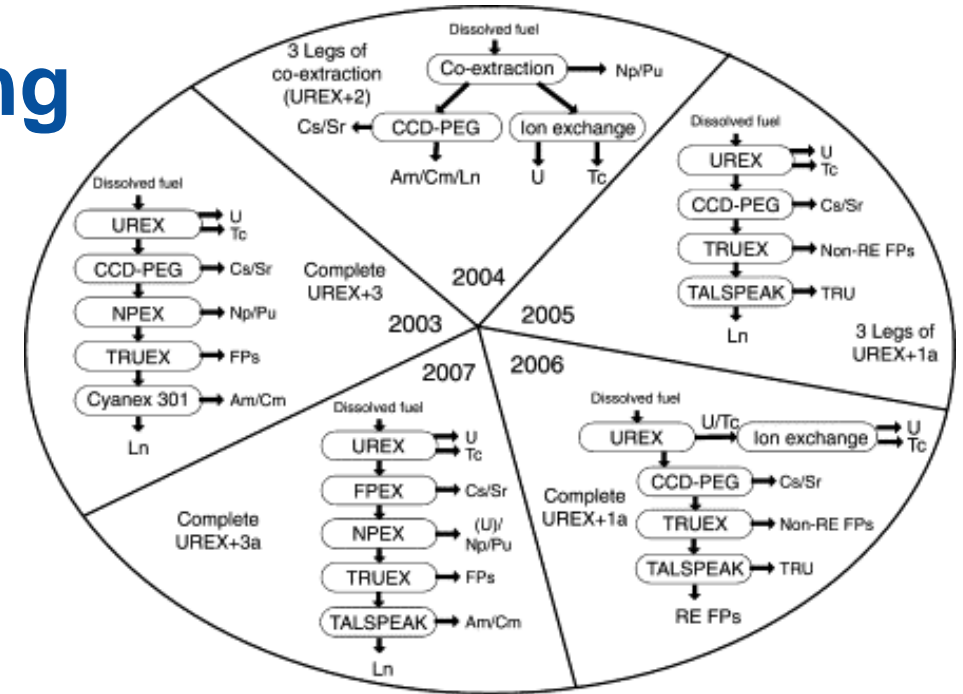 ng
3 Legs of
co-extraction
(UREX+2)
Dissolved fuel
Co-extraction
Np/Pu
Cs/Sr
CCD-PEG
Ion exchange
Am/Cm/Ln
U
Tc
2004
Dissolved fuel
UREX
U
Tc
CCD-PEG
Cs/Sr
TRUEX
Non-RE FPs
TALSPEAK
TRU
Ln
3 Legs of
UREX+1a
2005
Dissolved fuel
UREX
U
Tc
CCD-PEG
Cs/Sr
NPEX
Np/Pu
TRUEX
FPs
Cyanex 301
Am/Cm
Ln
Complete
UREX+3
2003
2007
Dissolved fuel
UREX
U
Tc
FPEX
Cs/Sr
NPEX
(U)/
Np/Pu
TRUEX
FPs
TALSPEAK
Am/Cm
Ln
Complete
UREX+3a
2006
Dissolved fuel
UREX
U/Tc
Ion exchange
U
Tc
CCD-PEG
Cs/Sr
TRUEX
Non-RE FPs
TALSPEAK
TRU
RE FPs
Complete
UREX+1a